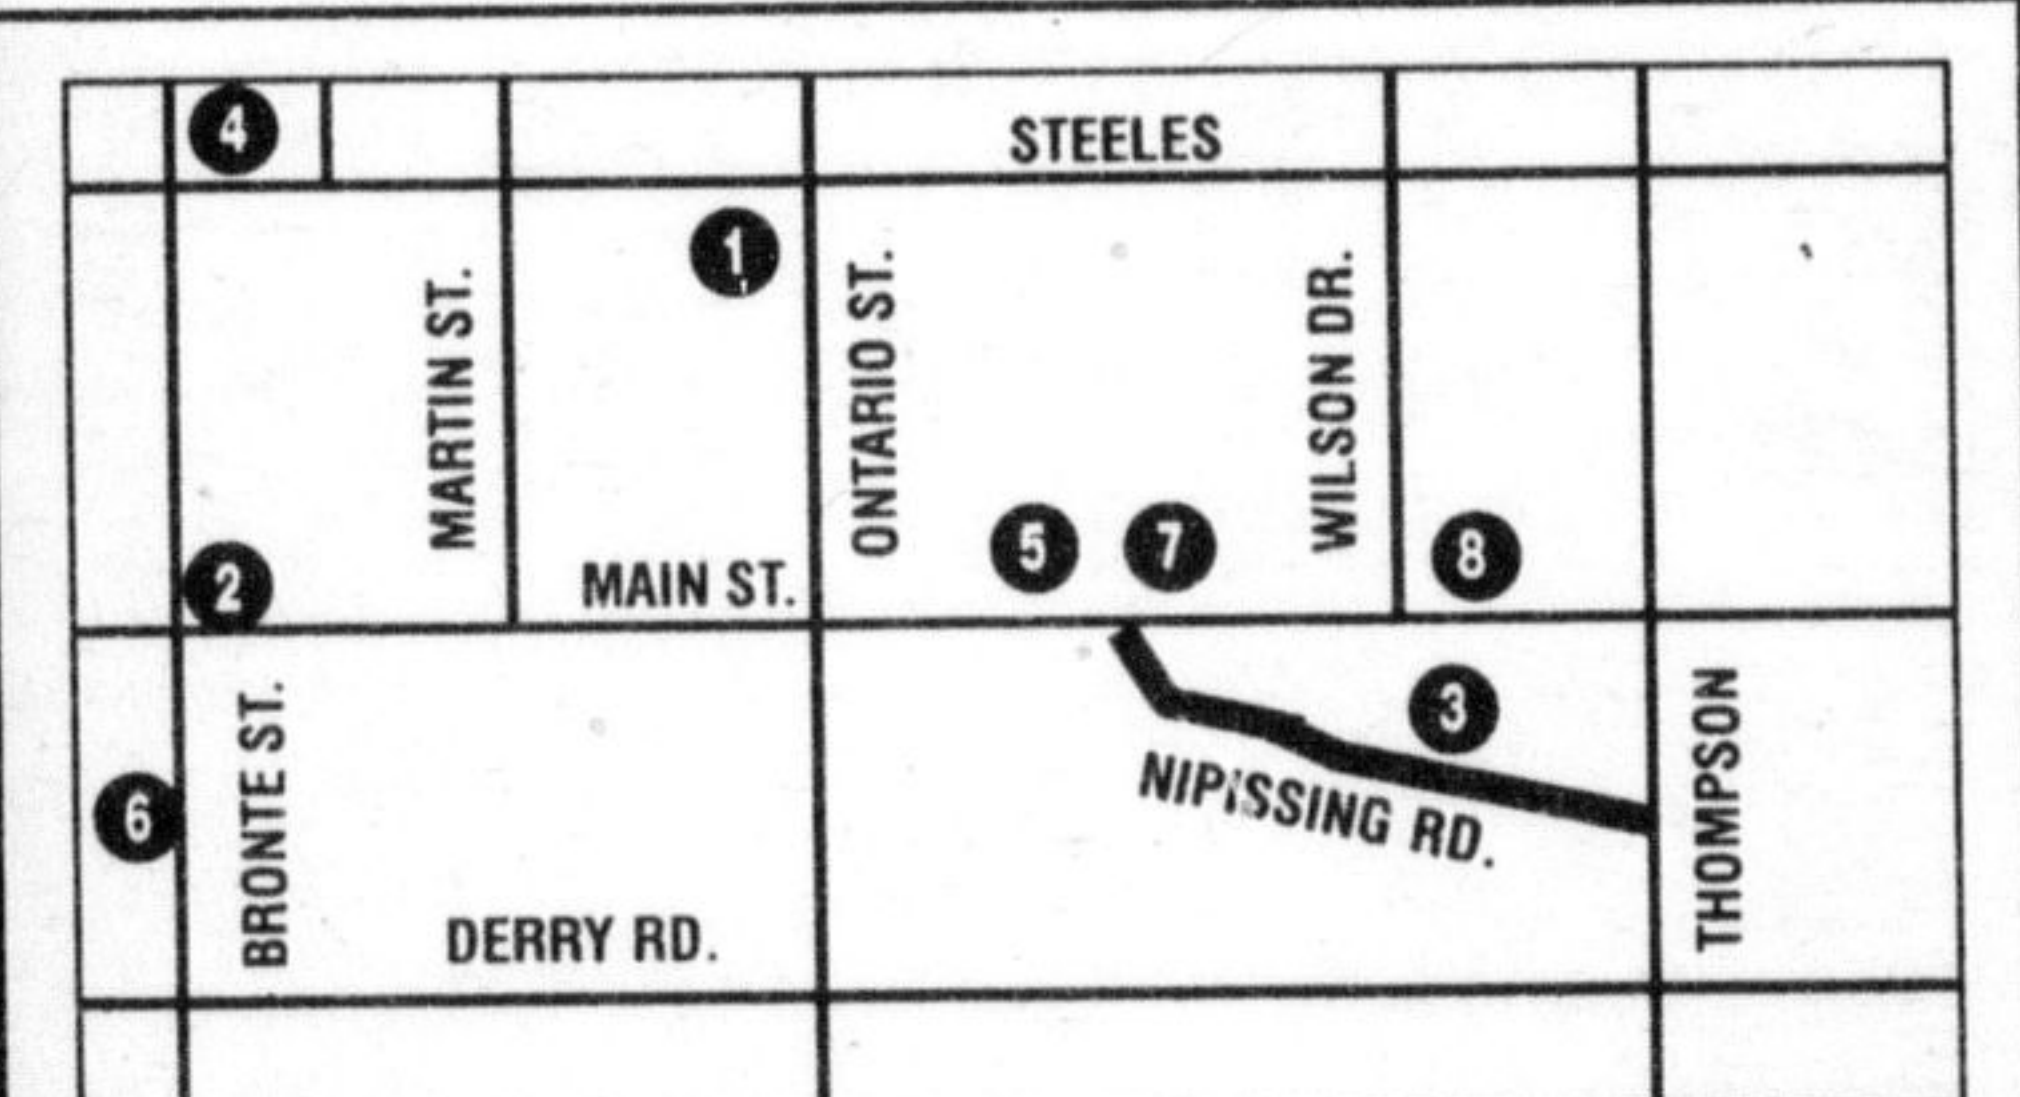 4
STEELES
1
MARTIN ST.
ONTARIO ST.
WILSON DR.
5
7
8
2
MAIN ST.
3
BRONTE ST.
THOMPSON
6
NIPISSING RD.
DERRY RD.